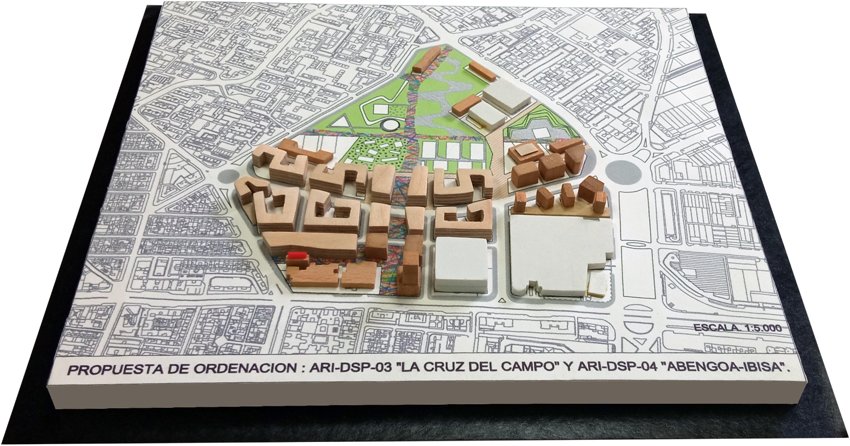 ESCALA. 1:5.000
PROPUESTA DE ORDENACION : ARI-DSP-03 "LA CRUZ DEL CAMPO" Y ARI-DSP-04 "ABENGOA-IBISA".